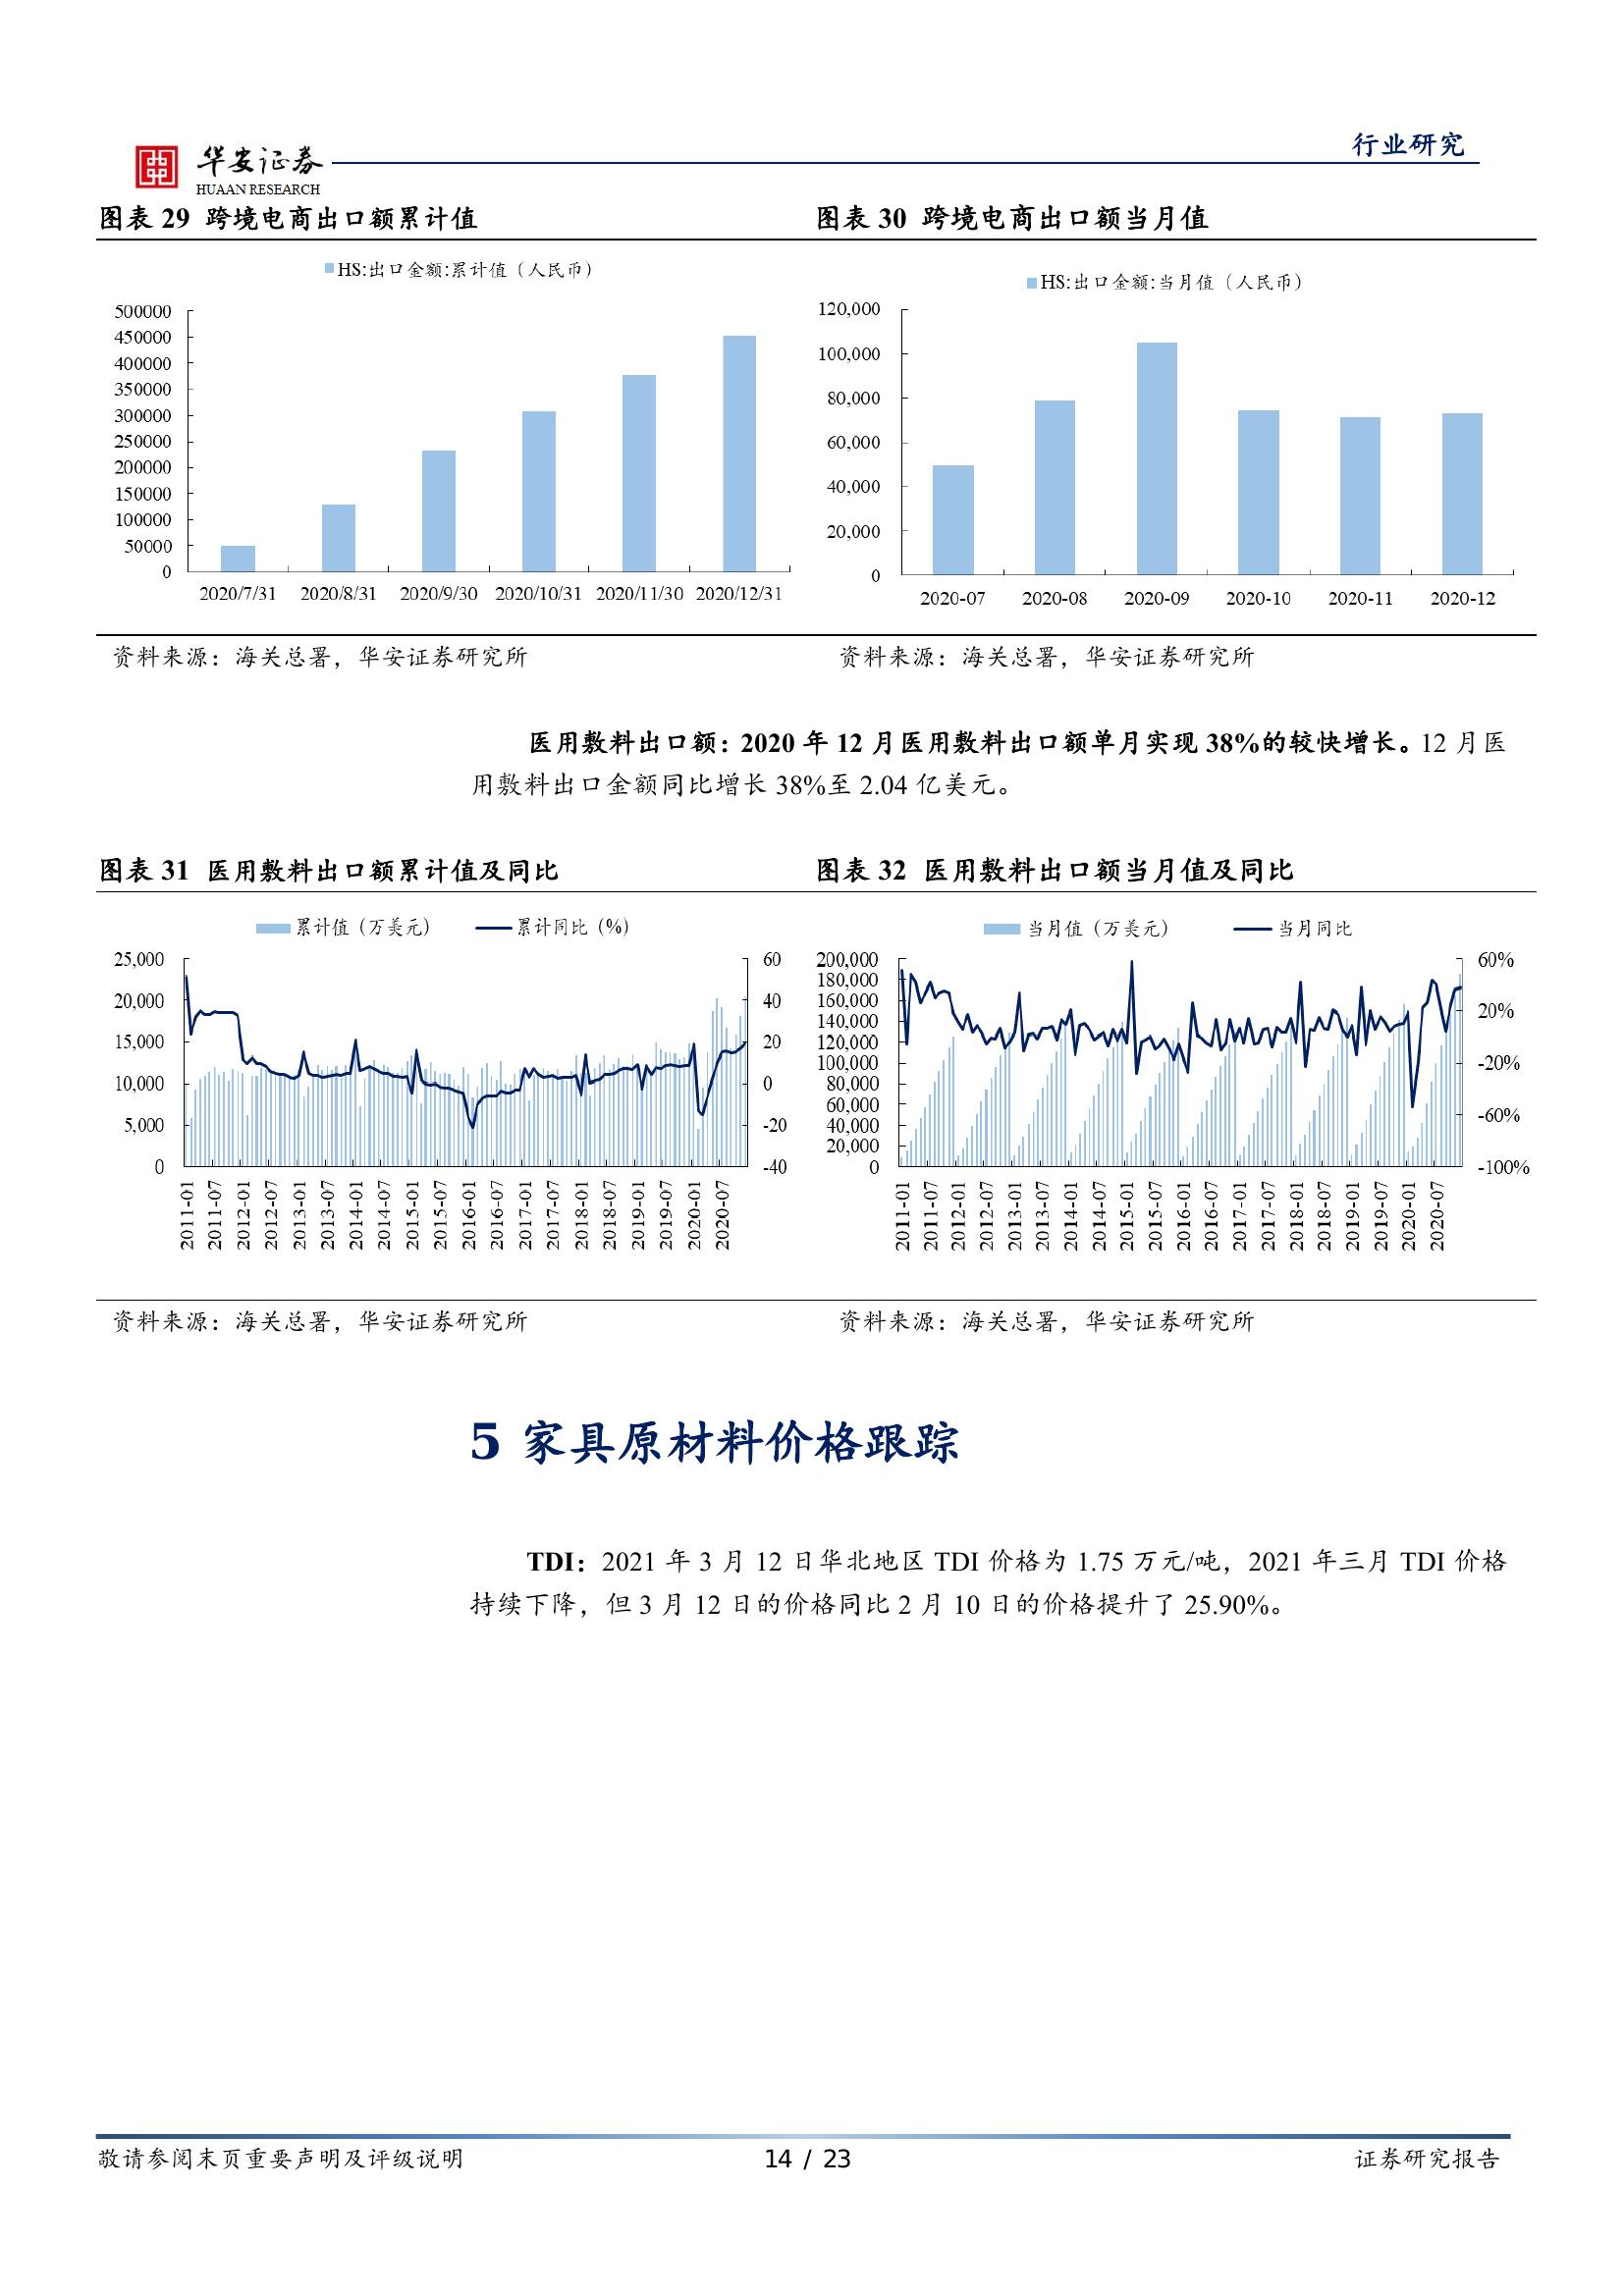 行业研究
华安证券
HUAAN RESEARCH
图表 29 跨境电商出口额累计值
图表 30 跨境电商出口额当月值
HS:出口金额:累计值（人民币）
500000
450000
400000
350000
300000
250000
200000
150000
100000
50000
0
2020/7/31 2020/8/31 2020/9/30 2020/10/31 2020/11/30 2020/12/31
HS:出口金额:当月值（人民币）
120,000
100,000
80,000
60,000
40,000
20,000
0
2020-07 2020-08 2020-09 2020-10 2020-11 2020-12
资料来源：海关总署，华安证券研究所
资料来源：海关总署，华安证券研究所
医用敷料出口额：2020 年 12 月医用敷料出口额单月实现 38%的较快增长。12 月医
用敷料出口金额同比增长 38%至 2.04 亿美元。
图表 31 医用敷料出口额累计值及同比
图表 32 医用敷料出口额当月值及同比
累计值（万美元） 累计同比（%）
25,000
20,000
15,000
10,000
5,000
0
60
40
20
0
-20
-40
2011-01 2011-07 2012-01 2012-07 2013-01 2013-07 2014-01 2014-07 2015-01 2015-07 2016-01 2016-07 2017-01 2017-07 2018-01 2018-07 2019-01 2019-07 2020-01 2020-07
当月值（万美元） 当月同比
200,000
180,000
160,000
140,000
120,000
100,000
80,000
60,000
40,000
20,000
0
60%
20%
-20%
-60%
-100%
2011-01 2011-07 2012-01 2012-07 2013-01 2013-07 2014-01 2014-07 2015-01 2015-07 2016-01 2016-07 2017-01 2017-07 2018-01 2018-07 2019-01 2019-07 2020-01 2020-07
资料来源：海关总署，华安证券研究所
资料来源：海关总署，华安证券研究所
5 家具原材料价格跟踪
TDI：2021 年 3 月 12 日华北地区 TDI 价格为 1.75 万元/吨，2021 年三月 TDI 价格
持续下降，但 3 月 12 日的价格同比 2 月 10 日的价格提升了 25.90%。
敬请参阅末页重要声明及评级说明
14 / 23
证券研究报告